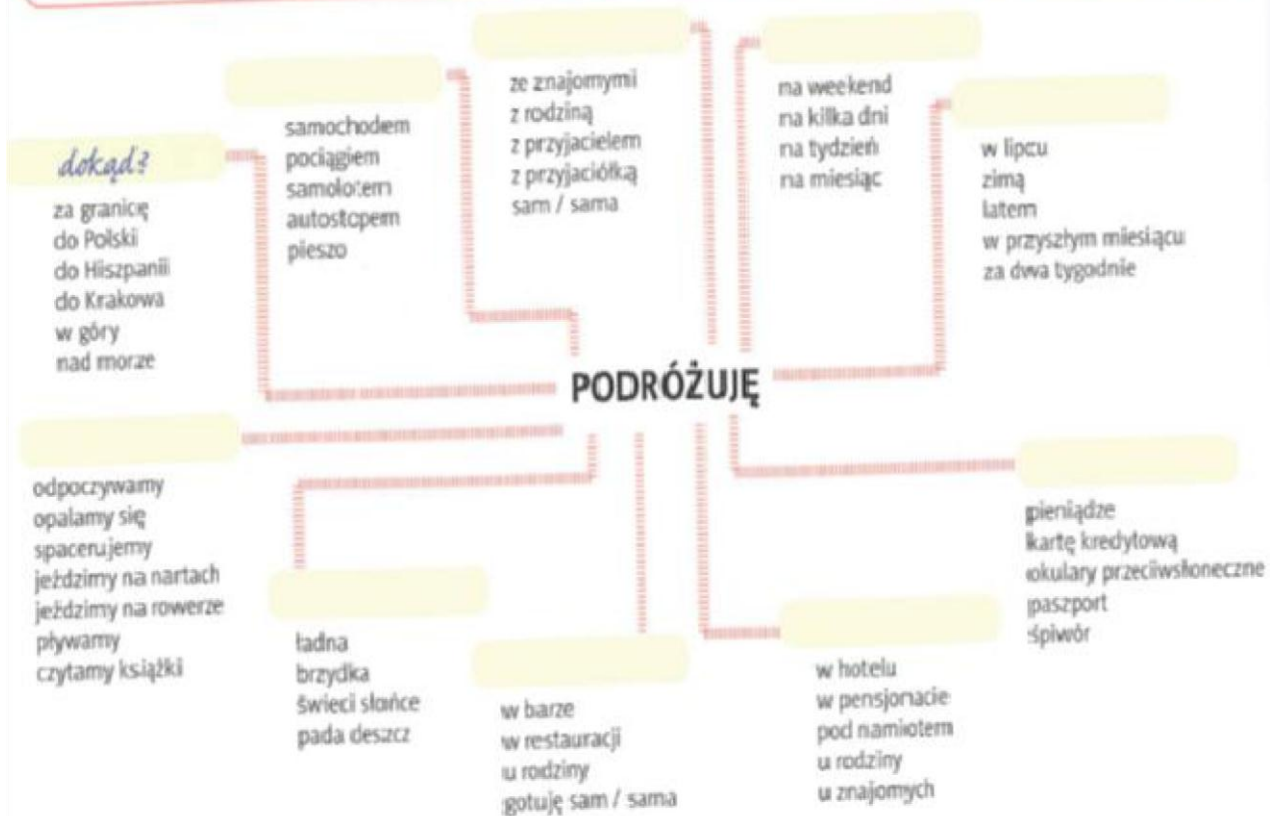 dokąd?
za granicę
do Polski
do Hiszpanii
do Krakowa
w góry
nad morze
samochodem
pociągiem
samolotem
autostopem
pieszo
ze znajomymi
z rodziną
z przyjacielem
z przyjaciółką
sam / sama
na weekend
na kilka dni
na tydzień
na miesiąc
w lipcu
zimą
latem
w przyszłym miesiącu
za dwa tygodnie
PODRÓŻUJĘ
odpoczywamy
opalamy się
spacerujemy
jeździmy na nartach
jeździmy na rowerze
pływamy
czytamy książki
ładna
brzydka
świeci słońce
pada deszcz
w barze
w restauracji
u rodziny
gotuję sam / sama
w hotelu
w pensjonacie
pod namiotem
u rodziny
u znajomych
pieniądze
kartę kredytową
okulary przeciwsłoneczne
paszport
śpiwór